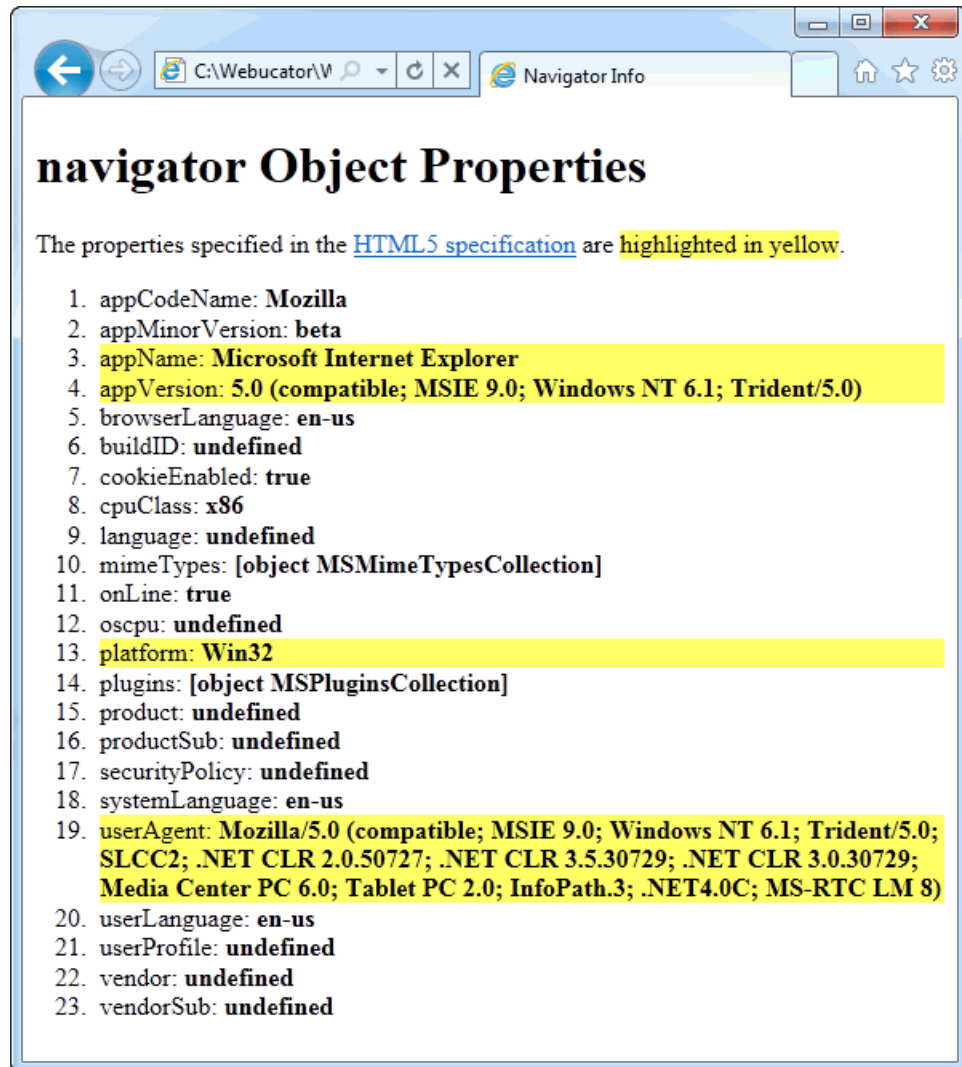 C:\Webucator\W
Navigator Info
navigator Object Properties
The properties specified in the HTML5 specification are highlighted in yellow.
1. appCodeName: Mozilla
2. appMinorVersion: beta
3. appName: Microsoft Internet Explorer
4. appVersion: 5.0 (compatible; MSIE 9.0; Windows NT 6.1; Trident/5.0)
5. browserLanguage: en-us
6. buildID: undefined
7. cookieEnabled: true
8. cpuClass: x86
9. language: undefined
10. mimeTypes: [object MSMimeTypesCollection]
11. onLine: true
12. oscpu: undefined
13. platform: Win32
14. plugins: [object MSPluginsCollection]
15. product: undefined
16. productSub: undefined
17. securityPolicy: undefined
18. systemLanguage: en-us
19. userAgent: Mozilla/5.0 (compatible; MSIE 9.0; Windows NT 6.1; Trident/5.0;
SLCC2; .NET CLR 2.0.50727; .NET CLR 3.5.30729; .NET CLR 3.0.30729;
Media Center PC 6.0; Tablet PC 2.0; InfoPath.3; .NET4.0C; MS-RTC LM 8)
20. userLanguage: en-us
21. userProfile: undefined
22. vendor: undefined
23. vendorSub: undefined